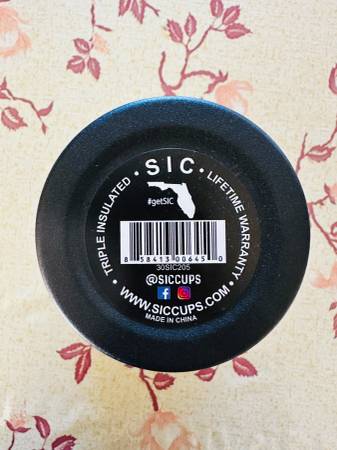 • SIC •
TRIPLE INSULATED
LIFETIME WARRANTY
#getSIC
8 58413 00645 0
30SIC205
@SICCUPS
• WWW.SICCUPS.COM •
MADE IN CHINA